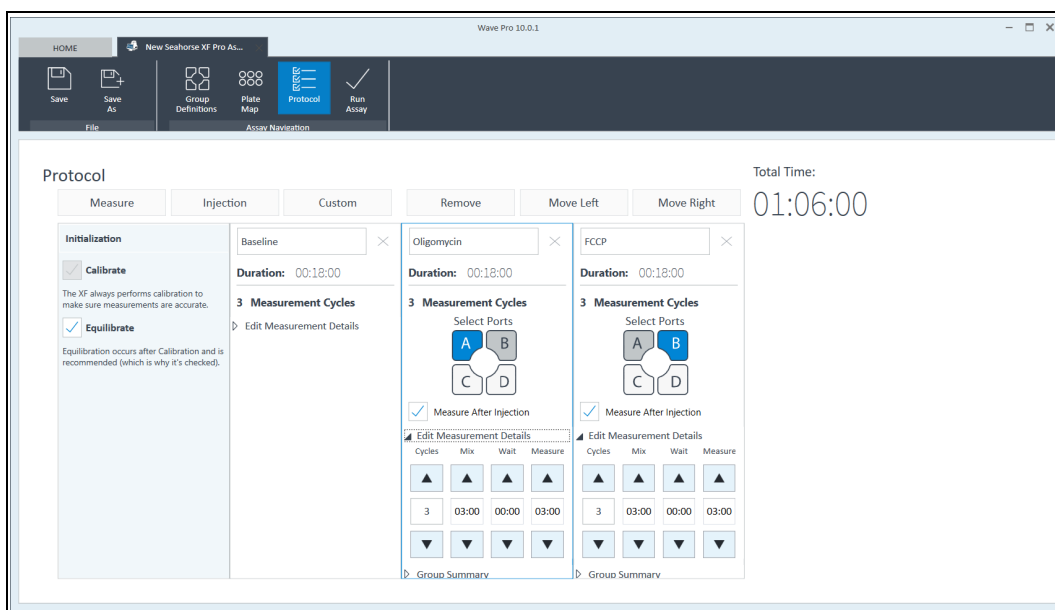 Wave Pro 10.0.1
HOME
New Seahorse XF Pro As...
Save
Save As
Group Definitions
Plate Map
Protocol
Run Assay
File
Assay Navigation
Protocol
Total Time:
01:06:00
Measure
Injection
Custom
Remove
Move Left
Move Right
Initialization
Calibrate
The XF always performs calibration to
make sure measurements are accurate.
Equilibrate
Equilibration occurs after Calibration and is
recommended (which is why it's checked).
Baseline
Duration: 00:18:00
3 Measurement Cycles
Edit Measurement Details
Oligomycin
Duration: 00:18:00
3 Measurement Cycles
Select Ports
A B
C D
Measure After Injection
Edit Measurement Details
Cycles Mix Wait Measure
3 03:00 00:00 03:00
Group Summary
FCCP
Duration: 00:18:00
3 Measurement Cycles
Select Ports
A B
C D
Measure After Injection
Edit Measurement Details
Cycles Mix Wait Measure
3 03:00 00:00 03:00
Group Summary